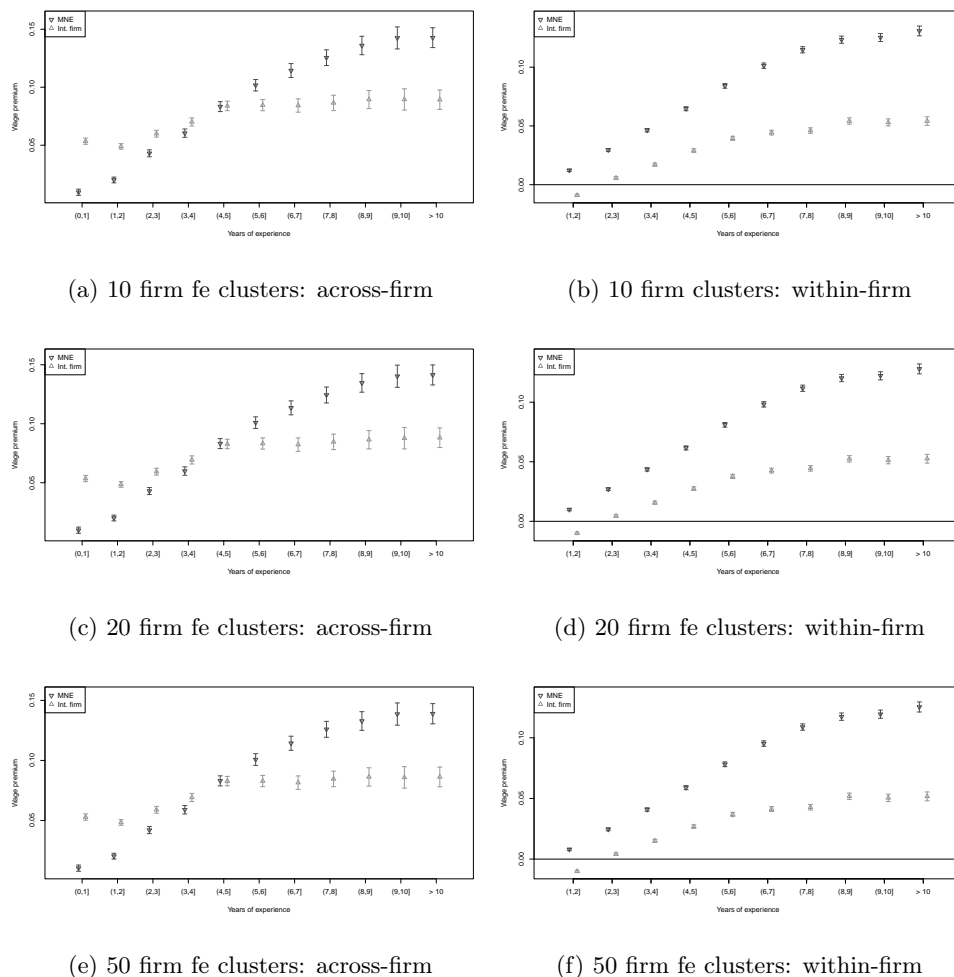 MNE
Int. firm
Wage premium
0.15
0.10
0.05
(0,1] (1,2] (2,3] (3,4] (4,5] (5,6] (6,7] (7,8] (8,9] (9,10] > 10
Years of experience
(a) 10 firm fe clusters: across-firm
MNE
Int. firm
Wage premium
0.10
0.05
0.00
(1,2] (2,3] (3,4] (4,5] (5,6] (6,7] (7,8] (8,9] (9,10] > 10
Years of experience
(b) 10 firm clusters: within-firm
MNE
Int. firm
Wage premium
0.15
0.10
0.05
(0,1] (1,2] (2,3] (3,4] (4,5] (5,6] (6,7] (7,8] (8,9] (9,10] > 10
Years of experience
(c) 20 firm fe clusters: across-firm
MNE
Int. firm
Wage premium
0.10
0.05
0.00
(1,2] (2,3] (3,4] (4,5] (5,6] (6,7] (7,8] (8,9] (9,10] > 10
Years of experience
(d) 20 firm fe clusters: within-firm
MNE
Int. firm
Wage premium
0.15
0.10
0.05
(0,1] (1,2] (2,3] (3,4] (4,5] (5,6] (6,7] (7,8] (8,9] (9,10] > 10
Years of experience
(e) 50 firm fe clusters: across-firm
MNE
Int. firm
Wage premium
0.10
0.05
0.00
(1,2] (2,3] (3,4] (4,5] (5,6] (6,7] (7,8] (8,9] (9,10] > 10
Years of experience
(f) 50 firm fe clusters: within-firm